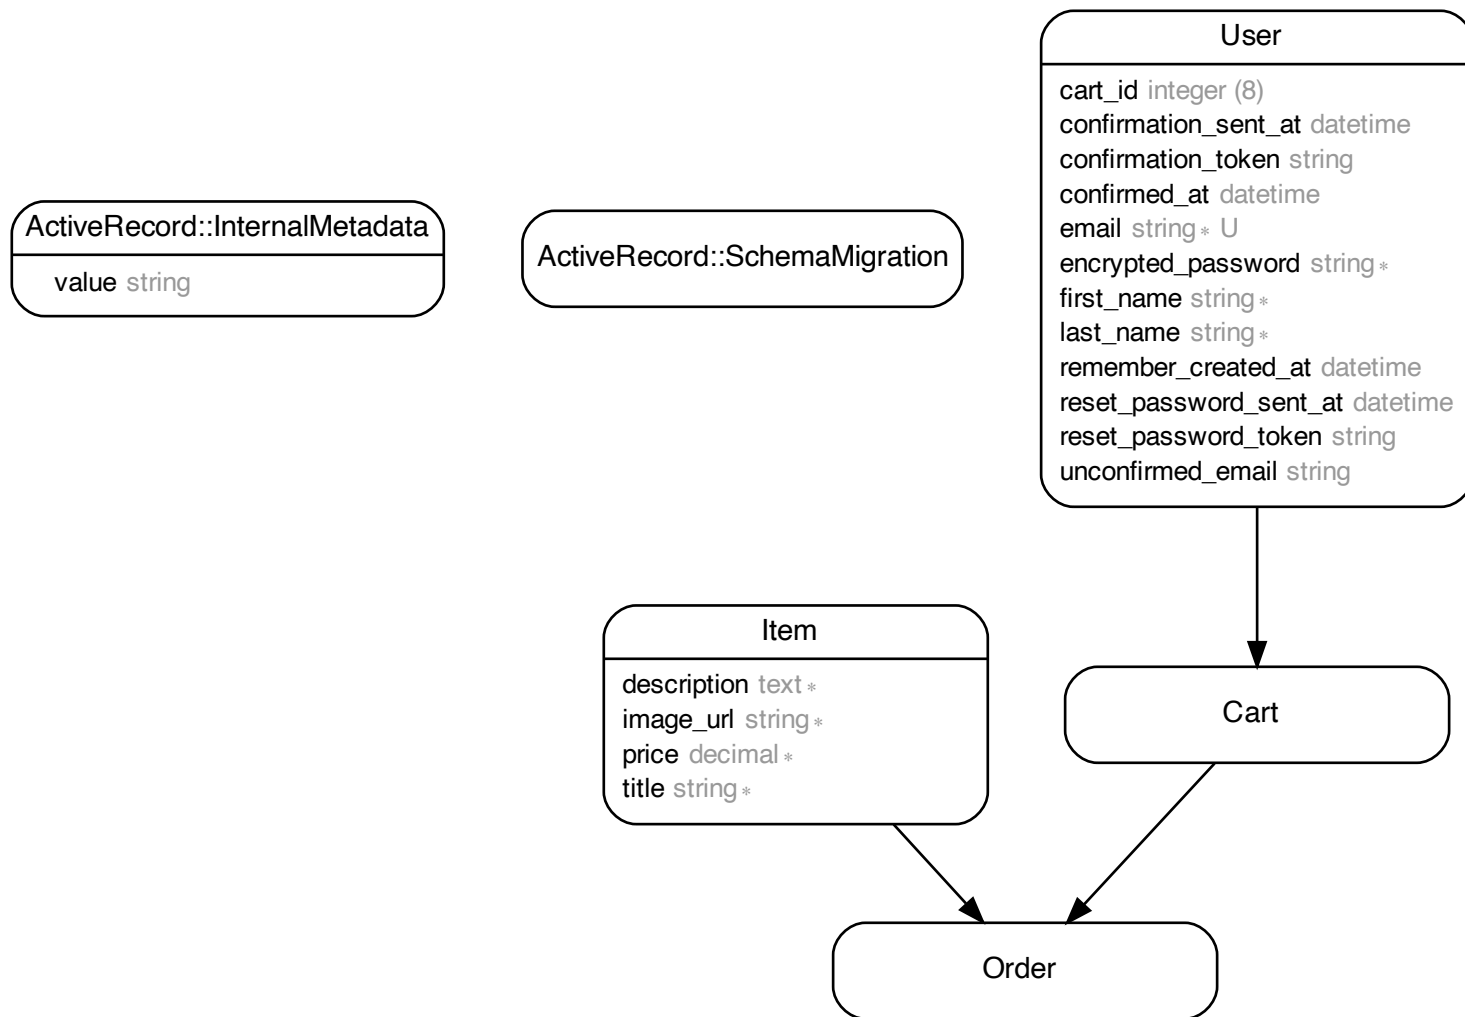 ActiveRecord::InternalMetadata
value string
ActiveRecord::SchemaMigration
User
cart_id integer (8)
confirmation_sent_at datetime
confirmation_token string
confirmed_at datetime
email string* U
encrypted_password string*
first_name string*
last_name string*
remember_created_at datetime
reset_password_sent_at datetime
reset_password_token string
unconfirmed_email string
Item
description text*
image_url string*
price decimal*
title string*
Cart
Order